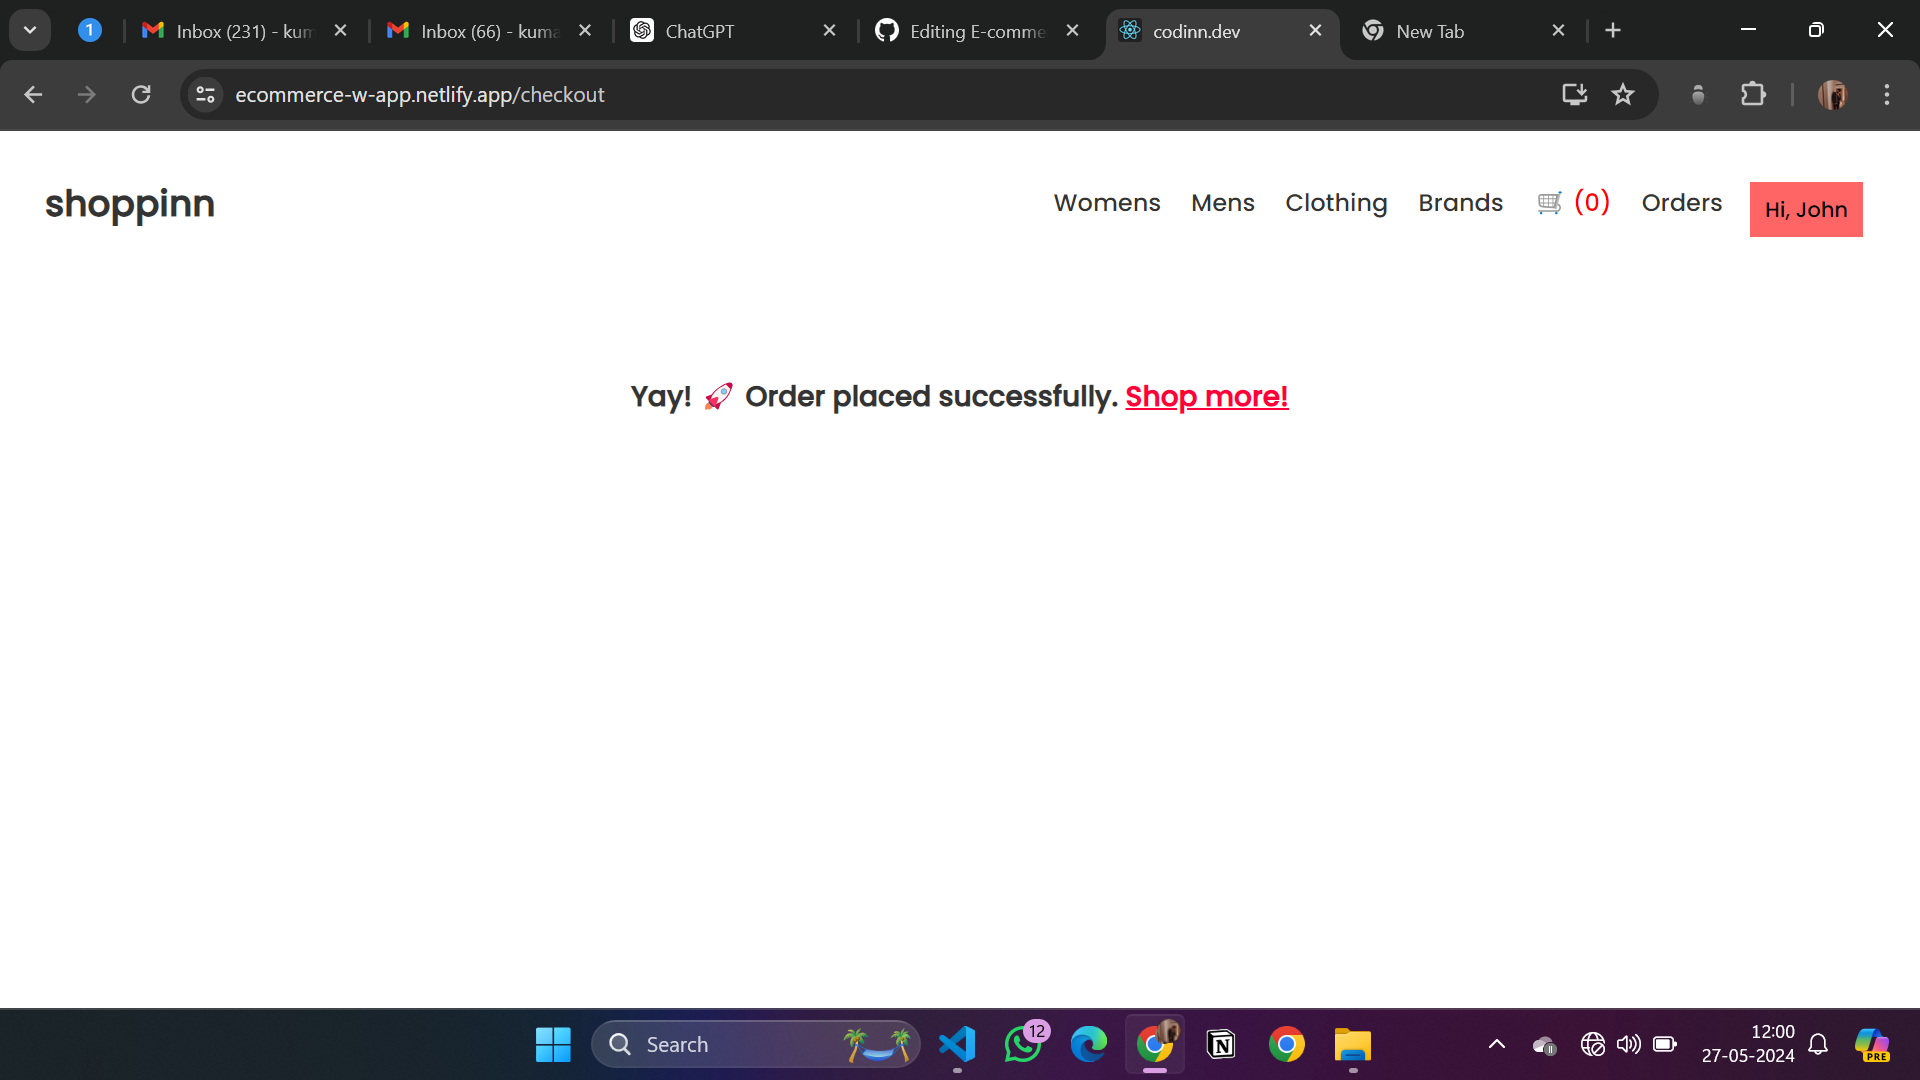 1
Inbox (231) - kum
Inbox (66) - kuma
ChatGPT
Editing E-comme
codinn.dev
New Tab
ecommerce-w-app.netlify.app/checkout
shoppinn
Womens Mens Clothing Brands (0) Orders Hi, John
Yay! 🚀 Order placed successfully. Shop more!
Search
12
12:00
27-05-2024
PRE